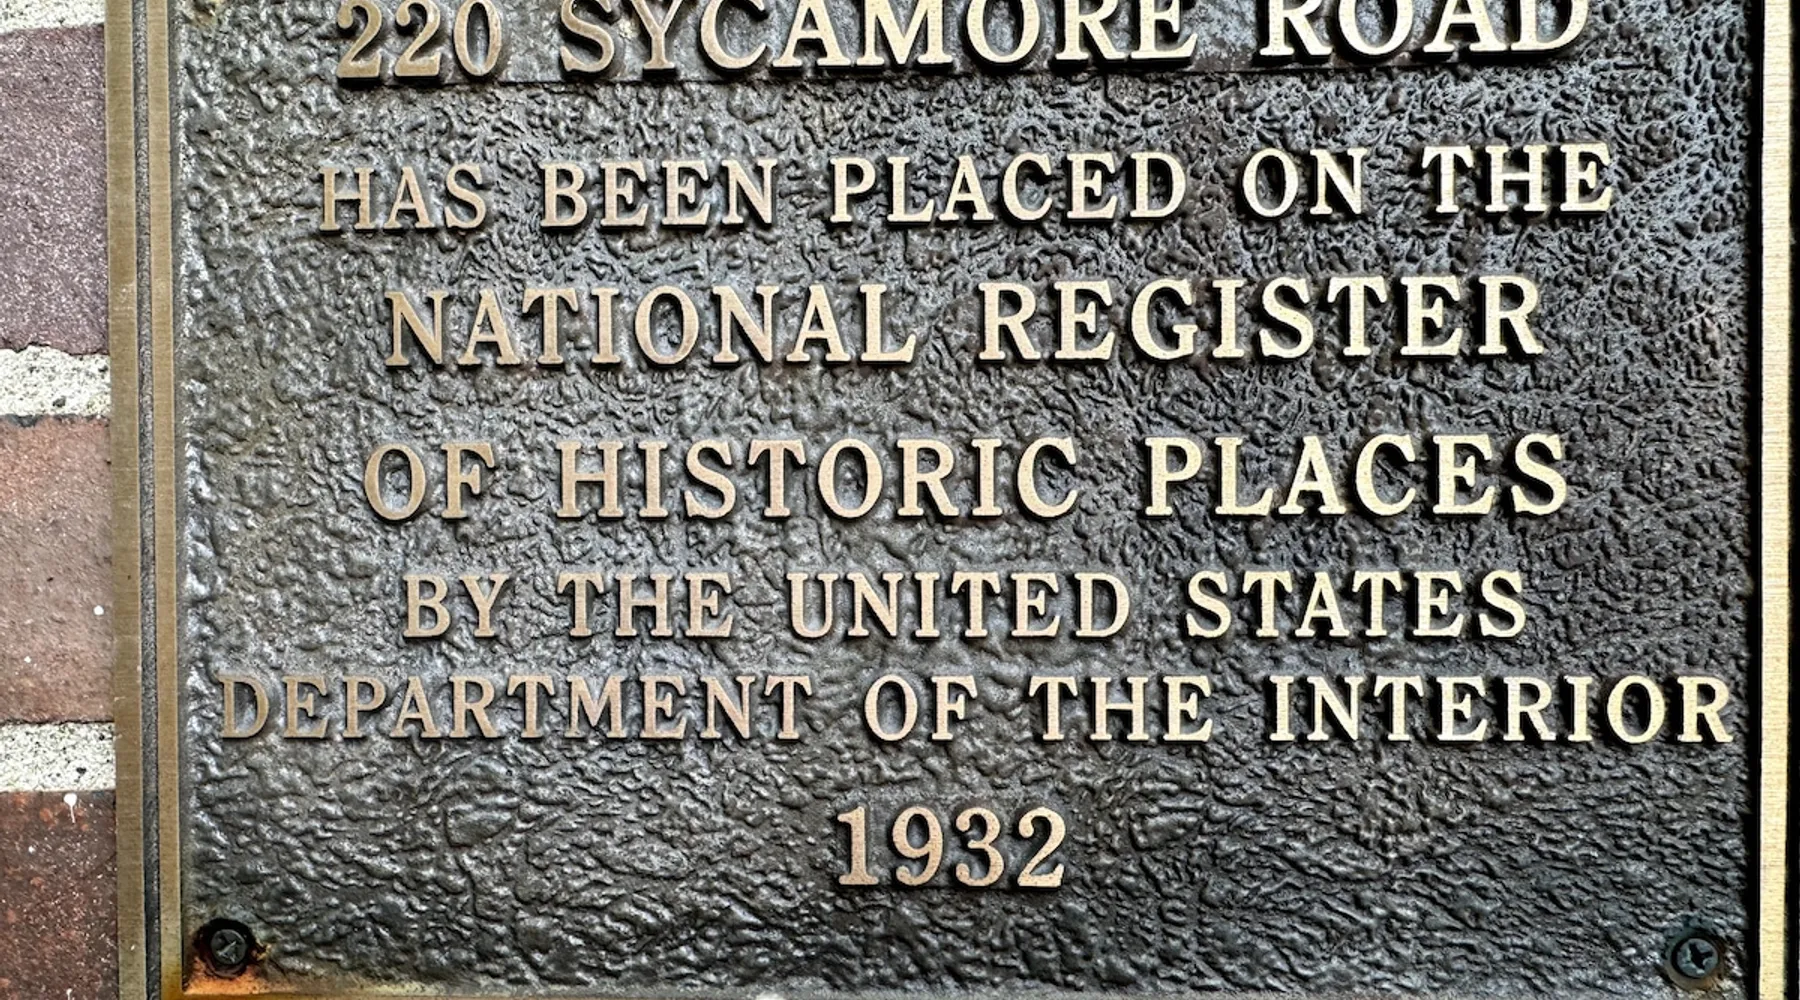 220 SYCAMORE ROAD
HAS BEEN PLACED ON THE
NATIONAL REGISTER
OF HISTORIC PLACES
BY THE UNITED STATES
DEPARTMENT OF THE INTERIOR
1932